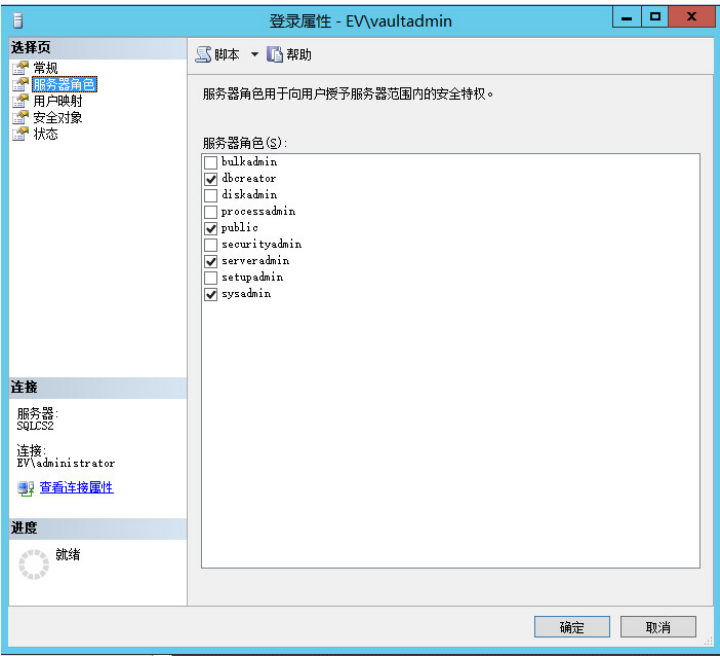 登录属性 - EV\vaultadmin
选择页
常规
服务器角色
用户映射
安全对象
状态
脚本
帮助
服务器角色用于向用户授予服务器范围内的安全特权。
服务器角色(S):
bulkadmin
dbcreator
diskadmin
processadmin
public
securityadmin
serveradmin
setupadmin
sysadmin
连接
服务器:
SQLCS2
连接:
EV\administrator
查看连接属性
进度
就绪
确定
取消